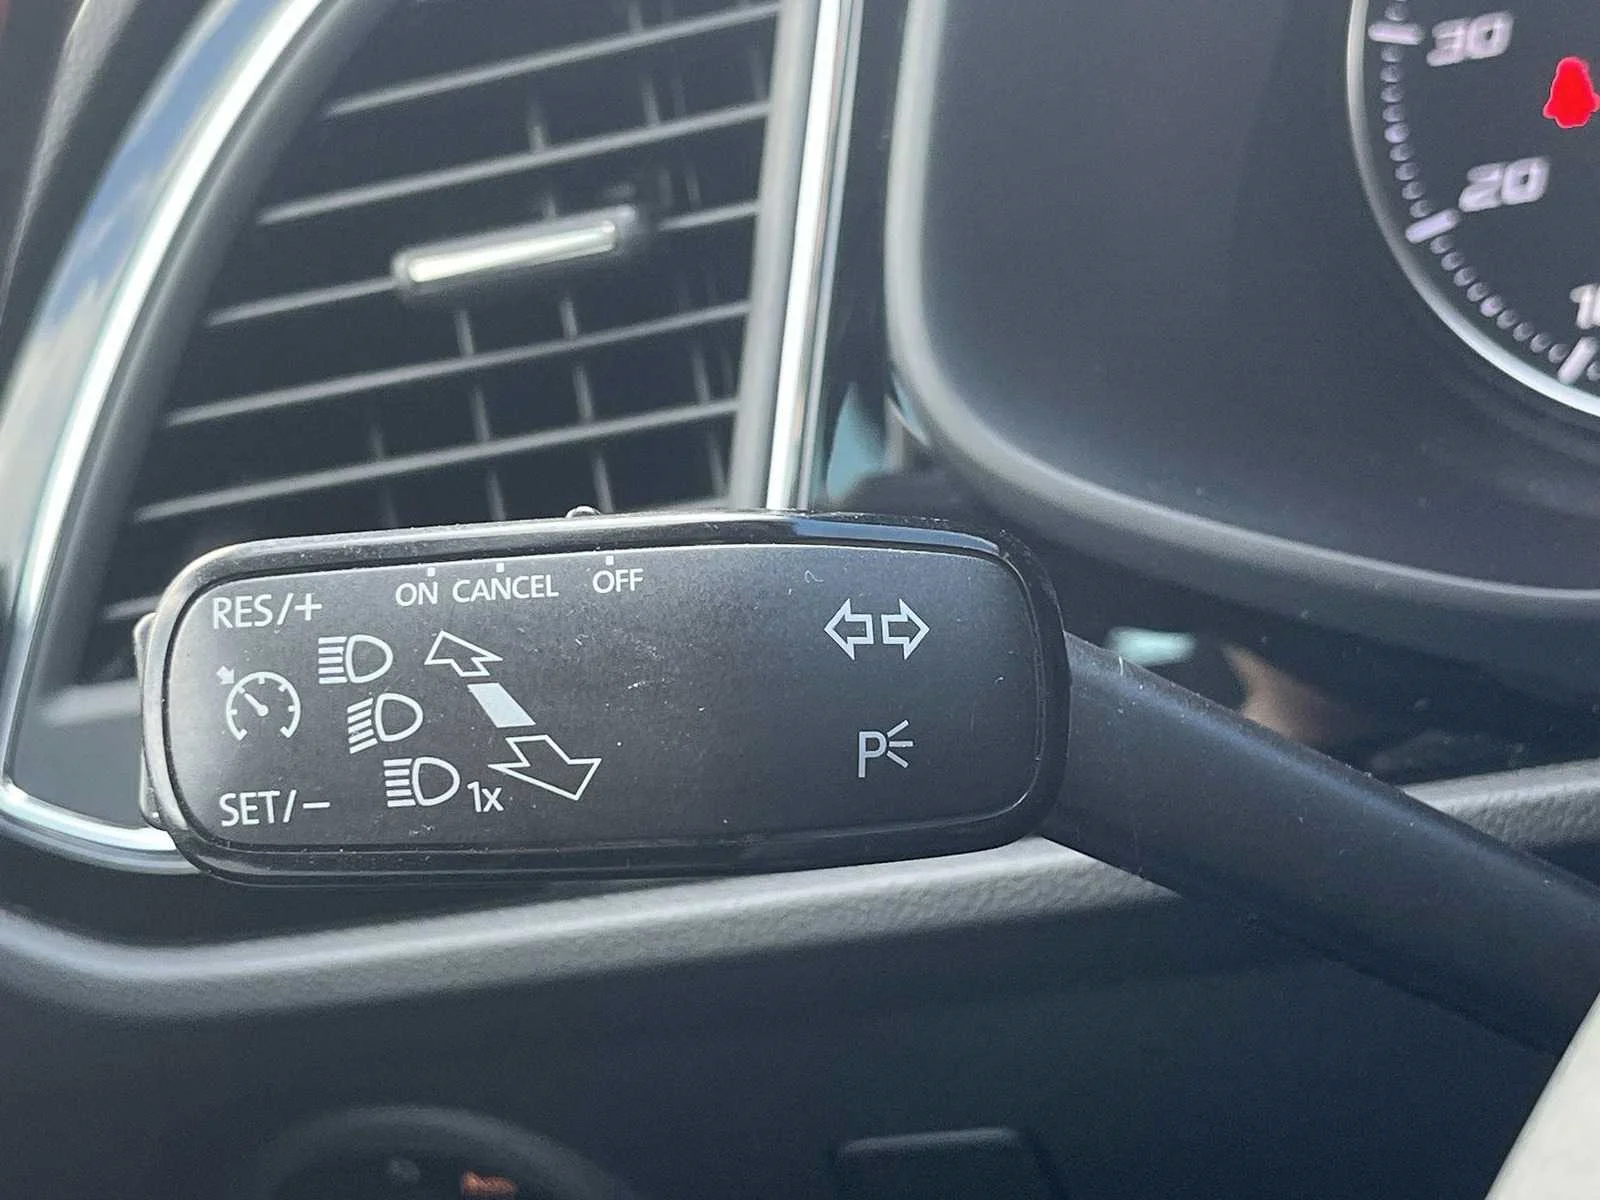 30
20
ON CANCEL OFF
RES/+
SET/−
1x
P